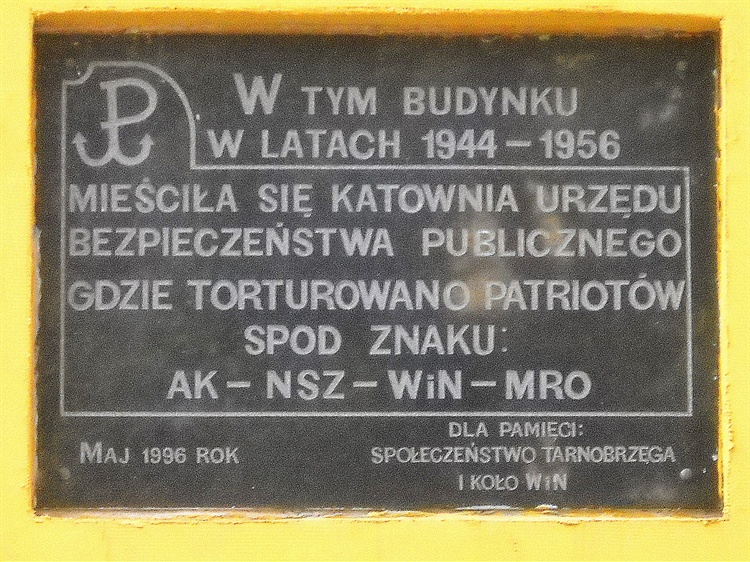 W TYM BUDYNKU
W LATACH 1944 – 1956
MIEŚCIŁA SIĘ KATOWNIA URZĘDU
BEZPIECZEŃSTWA PUBLICZNEGO
GDZIE TORTUROWANO PATRIOTÓW
SPOD ZNAKU:
AK – NSZ – WiN – MRO
MAJ 1996 ROK
DLA PAMIĘCI:
SPOŁECZEŃSTWO TARNOBRZEGA
I KOŁO WiN